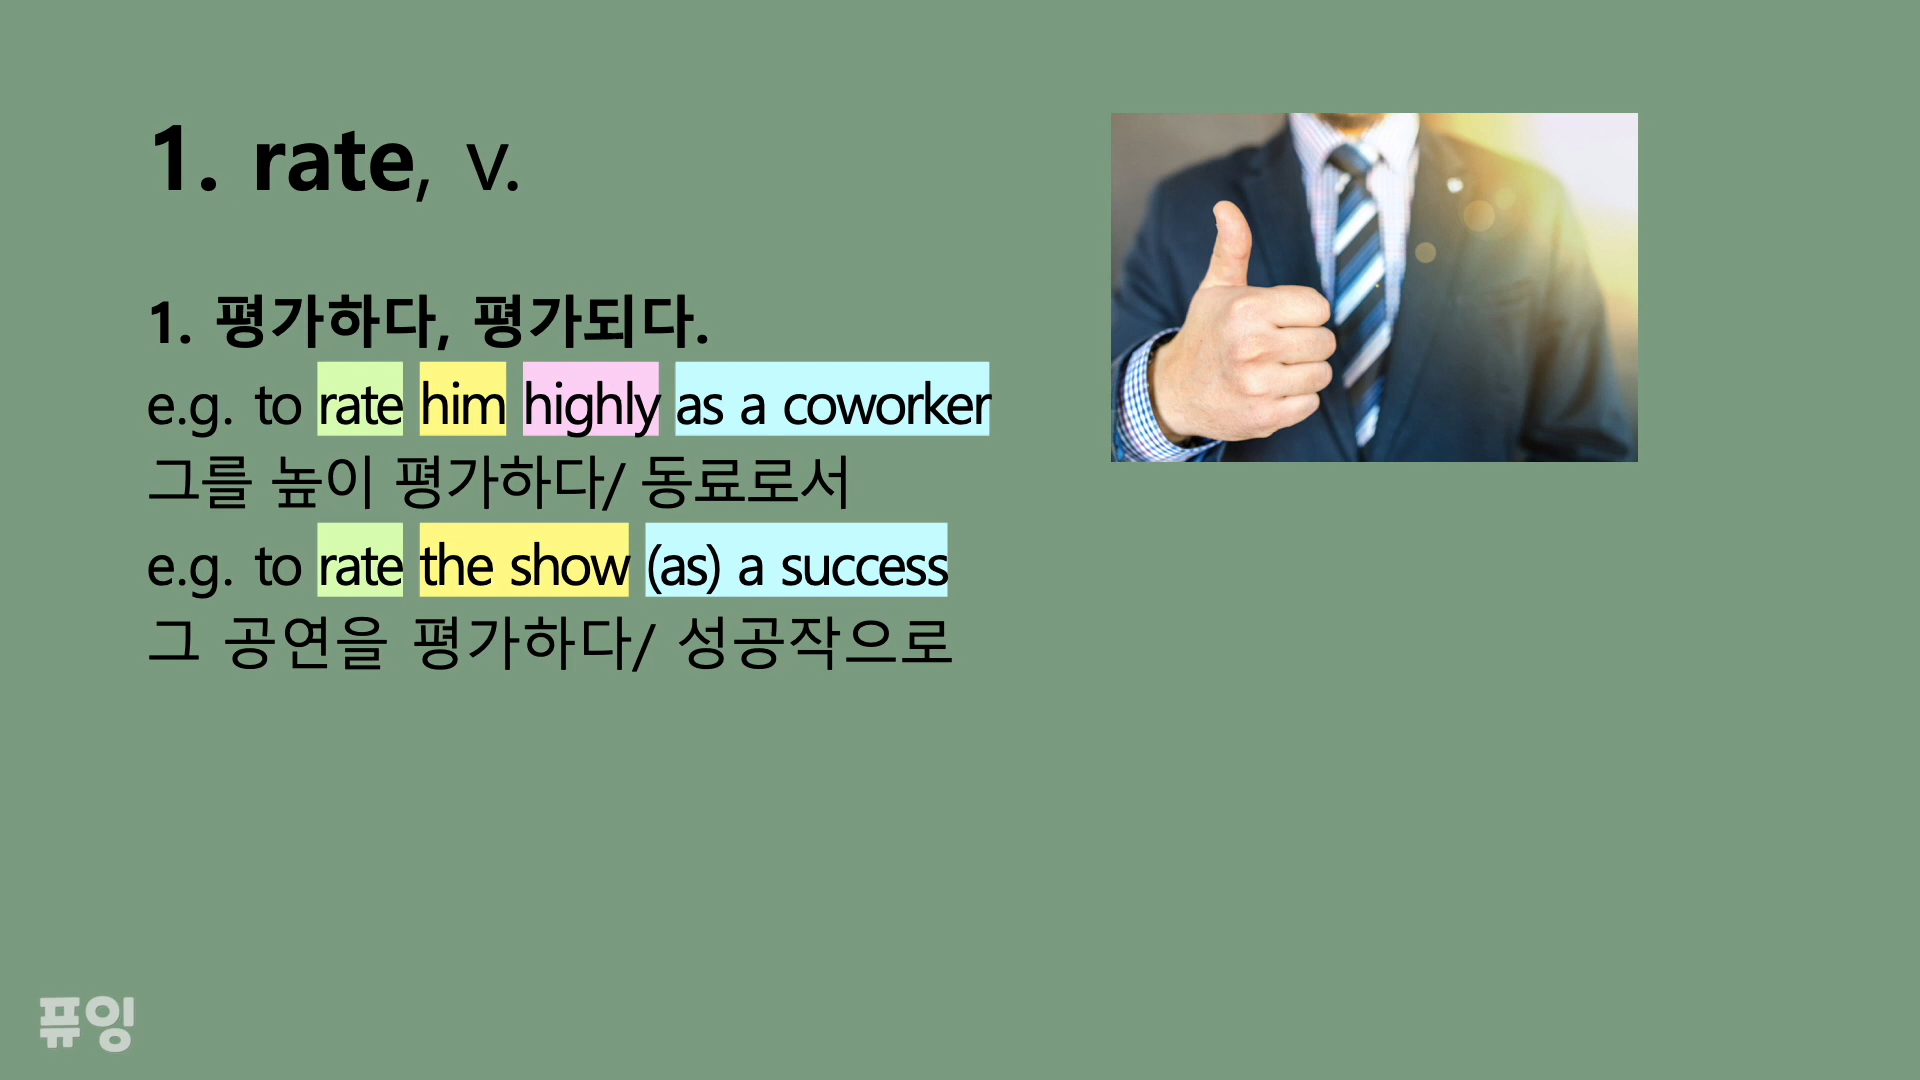 1. rate, v.
1. 평가하다, 평가되다.
e.g. to rate him highly as a coworker
그를 높이 평가하다/ 동료로서
e.g. to rate the show (as) a success
그 공연을 평가하다/ 성공작으로
퓨잉